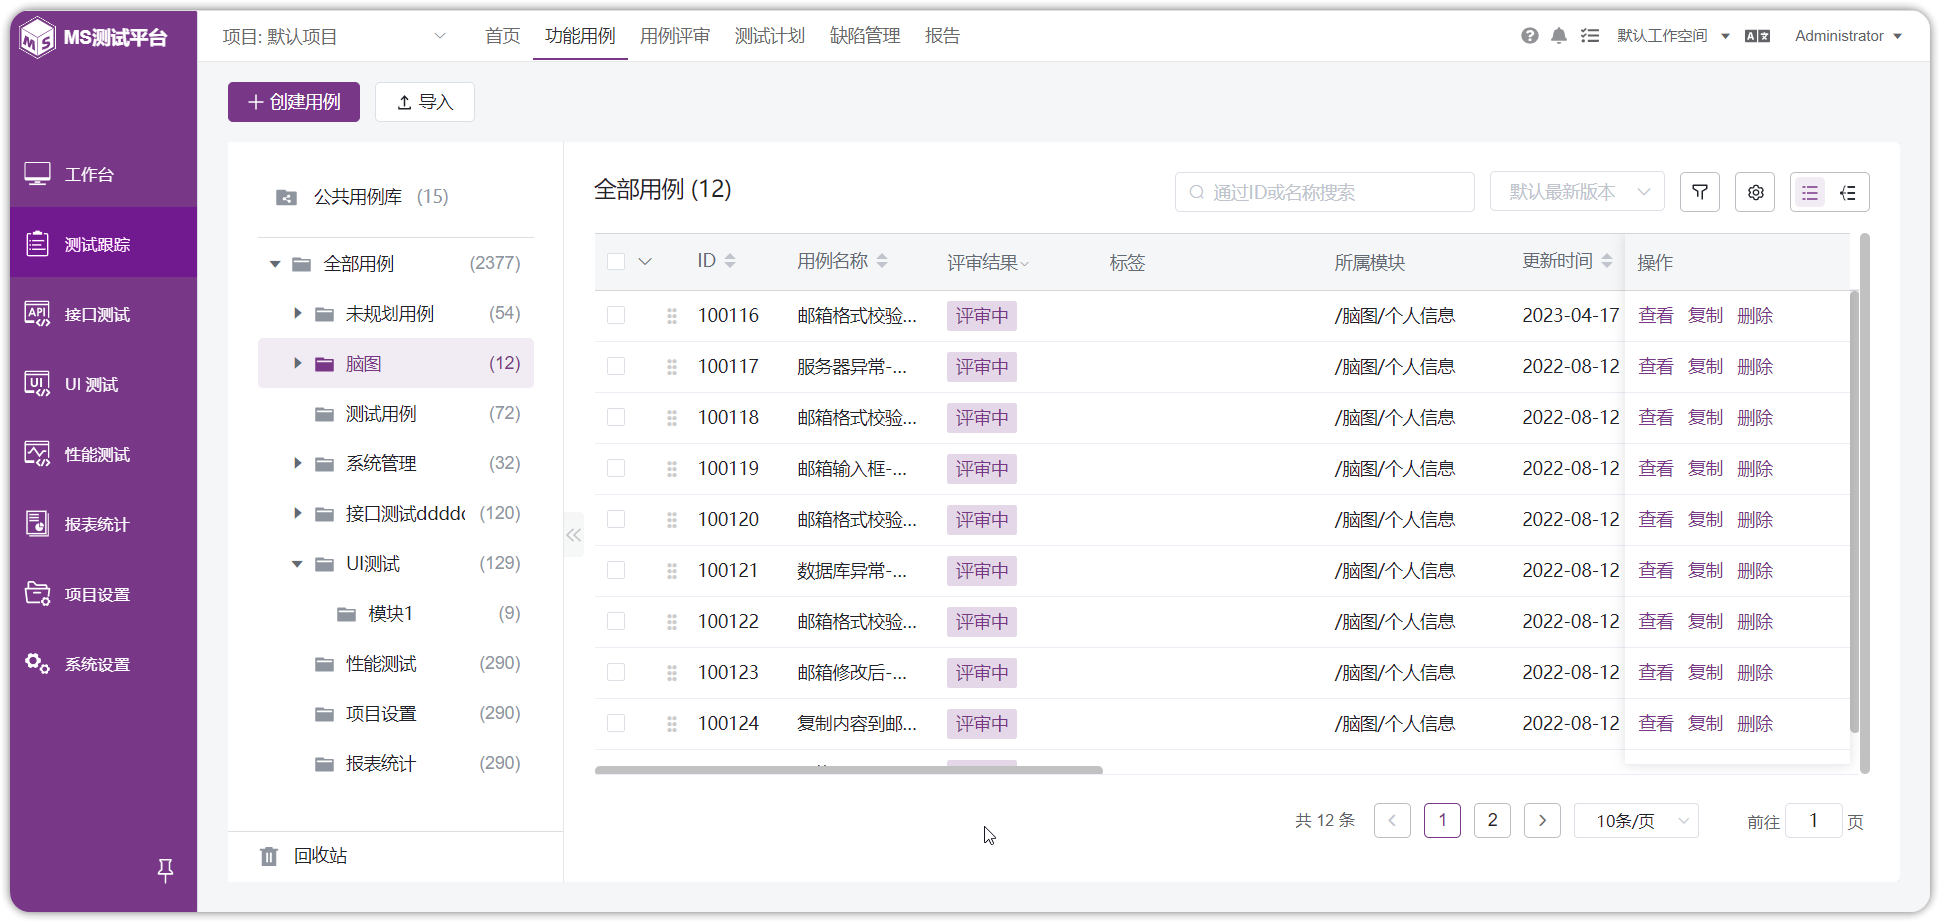 MS测试平台
项目: 默认项目
首页
功能用例
用例评审
测试计划
缺陷管理
报告
默认工作空间
Administrator
工作台
测试跟踪
接口测试
UI 测试
性能测试
报表统计
项目设置
系统设置
创建用例
导入
公共用例库 (15)
全部用例 (2377)
未规划用例 (54)
脑图 (12)
测试用例 (72)
系统管理 (32)
接口测试dddd (120)
UI测试 (129)
模块1 (9)
性能测试 (290)
项目设置 (290)
报表统计 (290)
回收站
全部用例 (12)
通过ID或名称搜索
默认最新版本
ID 用例名称 评审结果 标签 所属模块 更新时间 操作
100116 邮箱格式校验... 评审中 /脑图/个人信息 2023-04-17 查看 复制 删除
100117 服务器异常-... 评审中 /脑图/个人信息 2022-08-12 查看 复制 删除
100118 邮箱格式校验... 评审中 /脑图/个人信息 2022-08-12 查看 复制 删除
100119 邮箱输入框-... 评审中 /脑图/个人信息 2022-08-12 查看 复制 删除
100120 邮箱格式校验... 评审中 /脑图/个人信息 2022-08-12 查看 复制 删除
100121 数据库异常-... 评审中 /脑图/个人信息 2022-08-12 查看 复制 删除
100122 邮箱格式校验... 评审中 /脑图/个人信息 2022-08-12 查看 复制 删除
100123 邮箱修改后-... 评审中 /脑图/个人信息 2022-08-12 查看 复制 删除
100124 复制内容到邮... 评审中 /脑图/个人信息 2022-08-12 查看 复制 删除
共 12 条
1
2
10条/页
前往 1 页